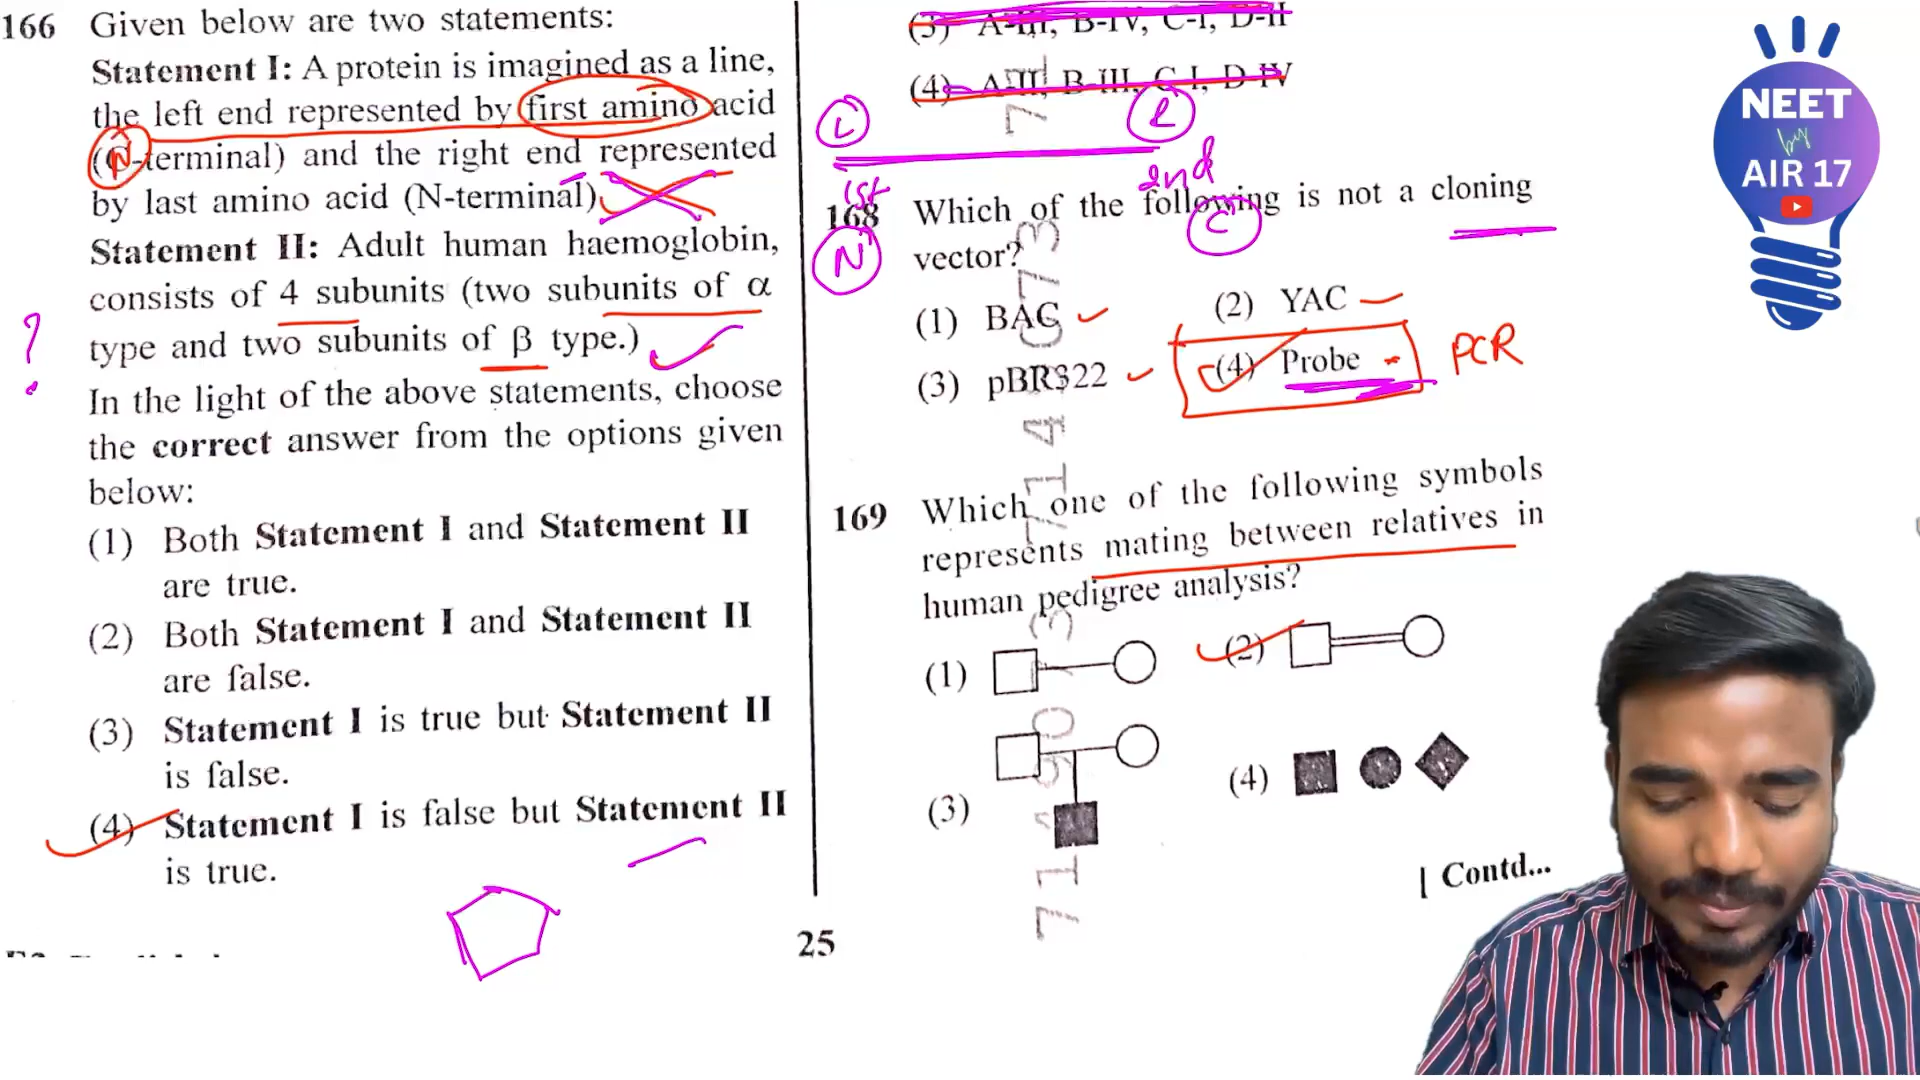 166 Given below are two statements:
Statement I: A protein is imagined as a line,
the left end represented by first amino acid
(C-terminal) and the right end represented
by last amino acid (N-terminal).
Statement II: Adult human haemoglobin,
consists of 4 subunits (two subunits of α
type and two subunits of β type.)
In the light of the above statements, choose
the correct answer from the options given
below:
(1) Both Statement I and Statement II
are true.
(2) Both Statement I and Statement II
are false.
(3) Statement I is true but Statement II
is false.
(4) Statement I is false but Statement II
is true.
N
?
(3) A-III, B-IV, C-I, D-II
(4) A-II, B-III, C-I, D-IV
L
R
1st
2nd
N
C
168 Which of the following is not a cloning
vector?
(1) BAC
(2) YAC
(3) pBR322
(4) Probe
PCR
169 Which one of the following symbols
represents mating between relatives in
human pedigree analysis?
(1)
(2)
(3)
(4)
[ Contd...
25
NEET
by
AIR 17